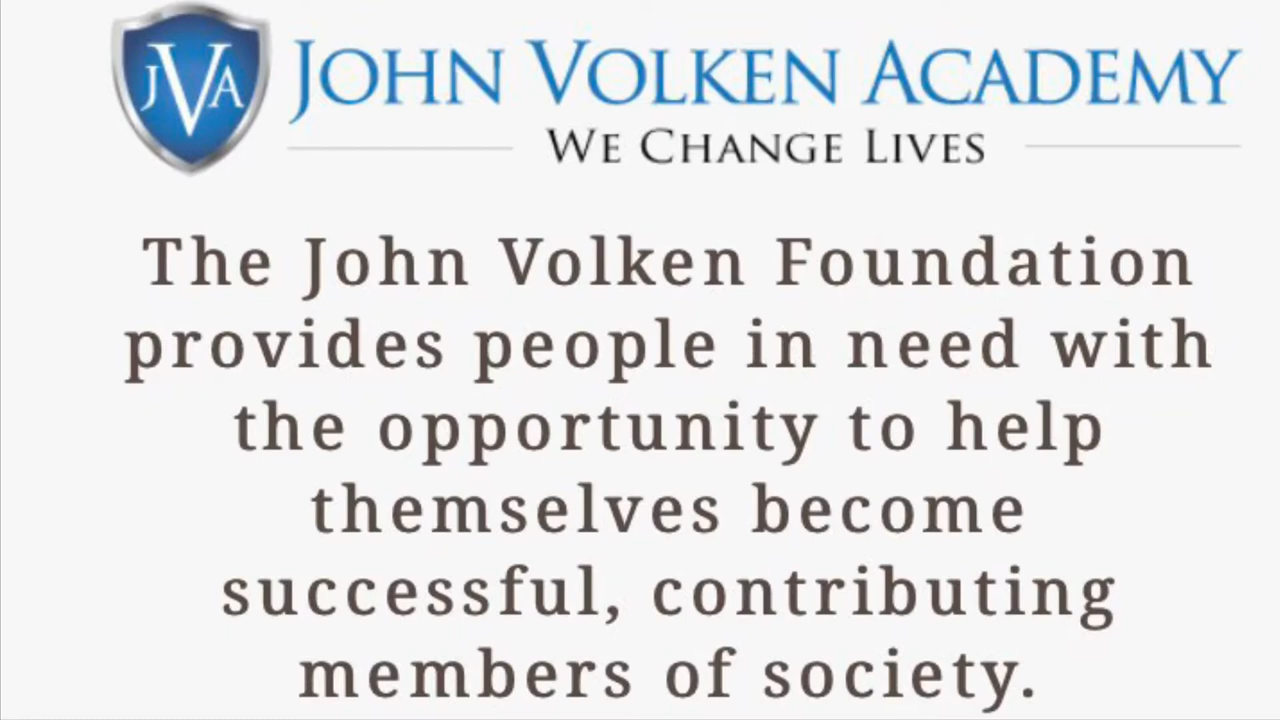 JVA
JOHN VOLKEN ACADEMY
WE CHANGE LIVES
The John Volken Foundation
provides people in need with
the opportunity to help
themselves become
successful, contributing
members of society.